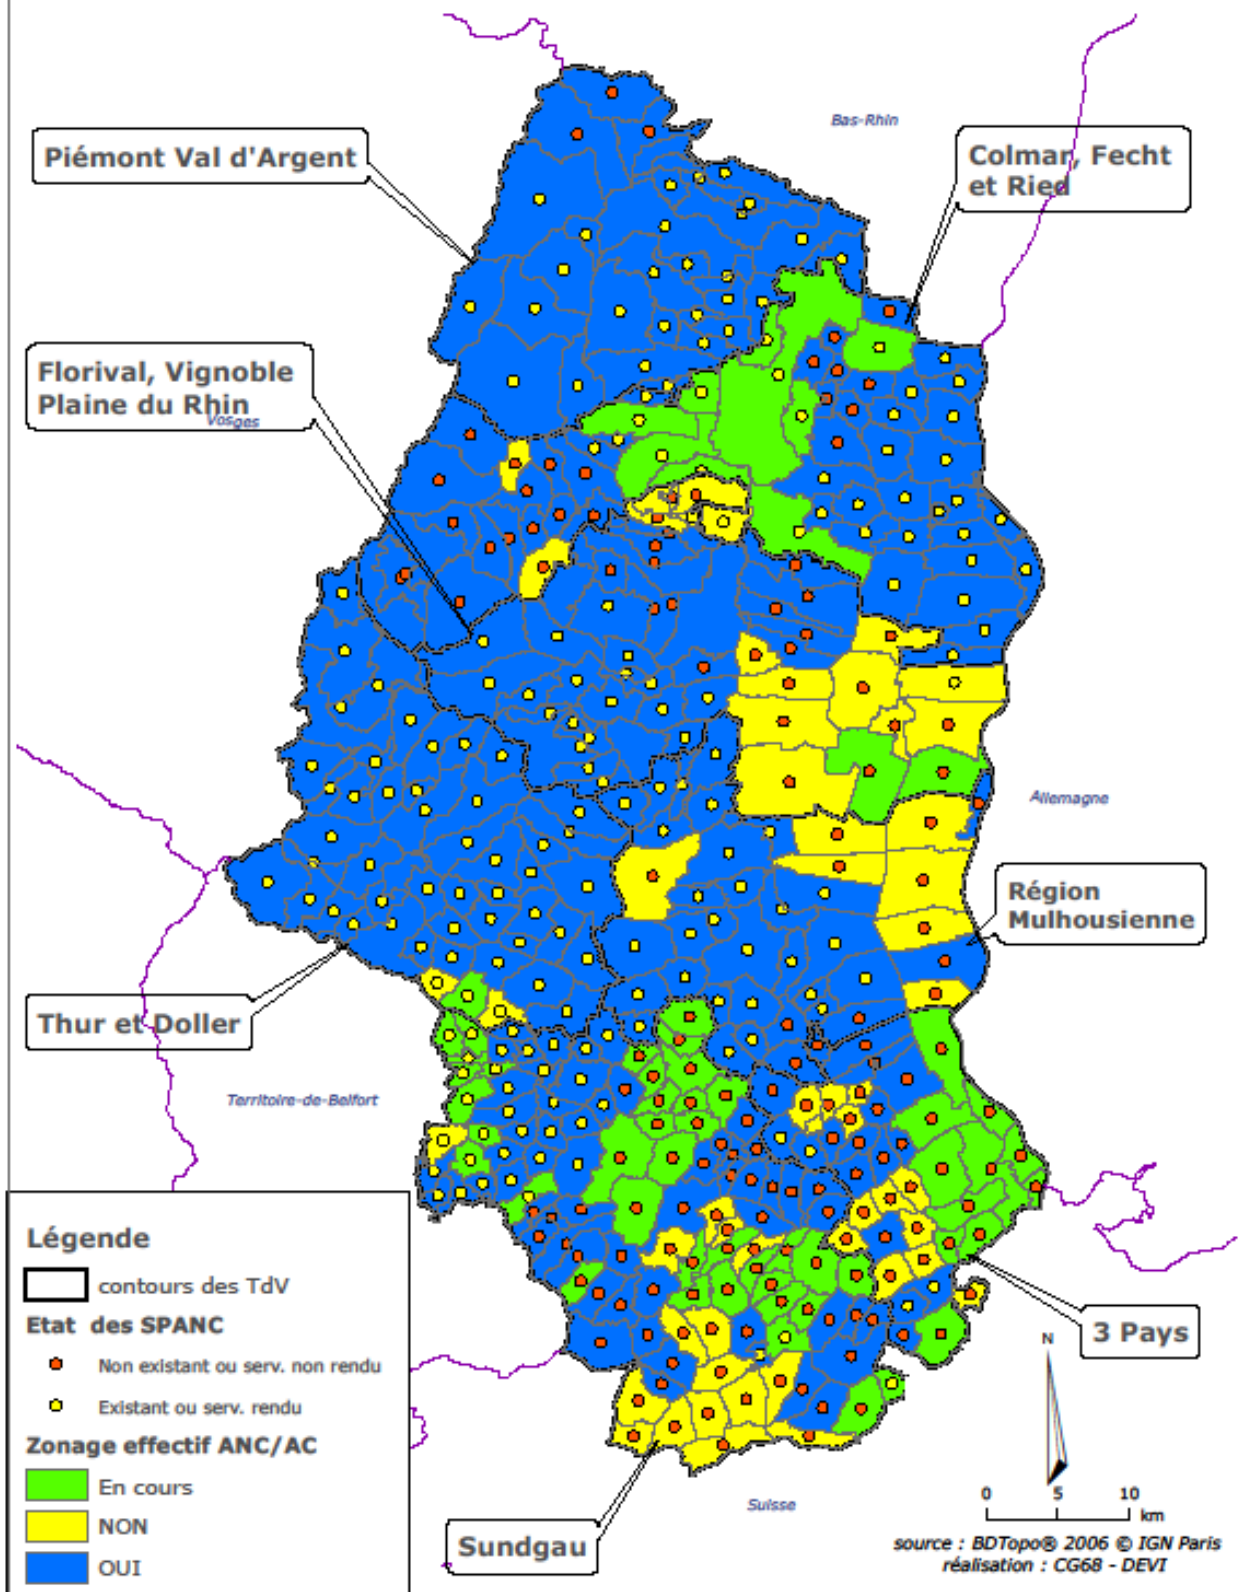 Bas-Rhin
Piémont Val d'Argent
Colmar, Fecht
et Ried
Florival, Vignoble
Plaine du Rhin
Vosges
Allemagne
Région
Mulhousienne
Thur et Doller
Territoire-de-Belfort
Légende
contours des TdV
Etat des SPANC
Non existant ou serv. non rendu
Existant ou serv. rendu
Zonage effectif ANC/AC
En cours
NON
OUI
3 Pays
N
0 5 10
km
Suisse
Sundgau
source : BDTopo® 2006 © IGN Paris
réalisation : CG68 - DEVI